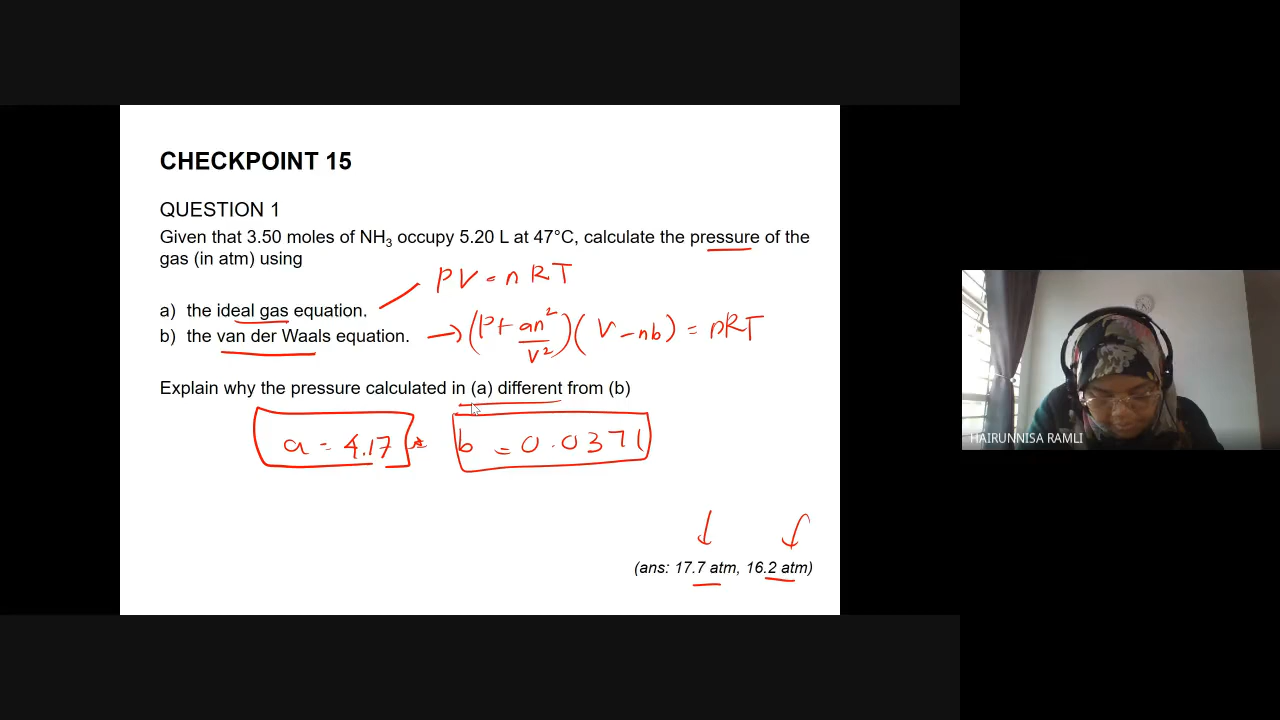 CHECKPOINT 15
QUESTION 1
Given that 3.50 moles of NH₃ occupy 5.20 L at 47°C, calculate the pressure of the
gas (in atm) using
PV = nRT
a) the ideal gas equation.
b) the van der Waals equation. → (P + an²/V²)(V - nb) = nRT
Explain why the pressure calculated in (a) different from (b)
a = 4.17 b = 0.0371
(ans: 17.7 atm, 16.2 atm)
HAIRUNNISA RAMLI